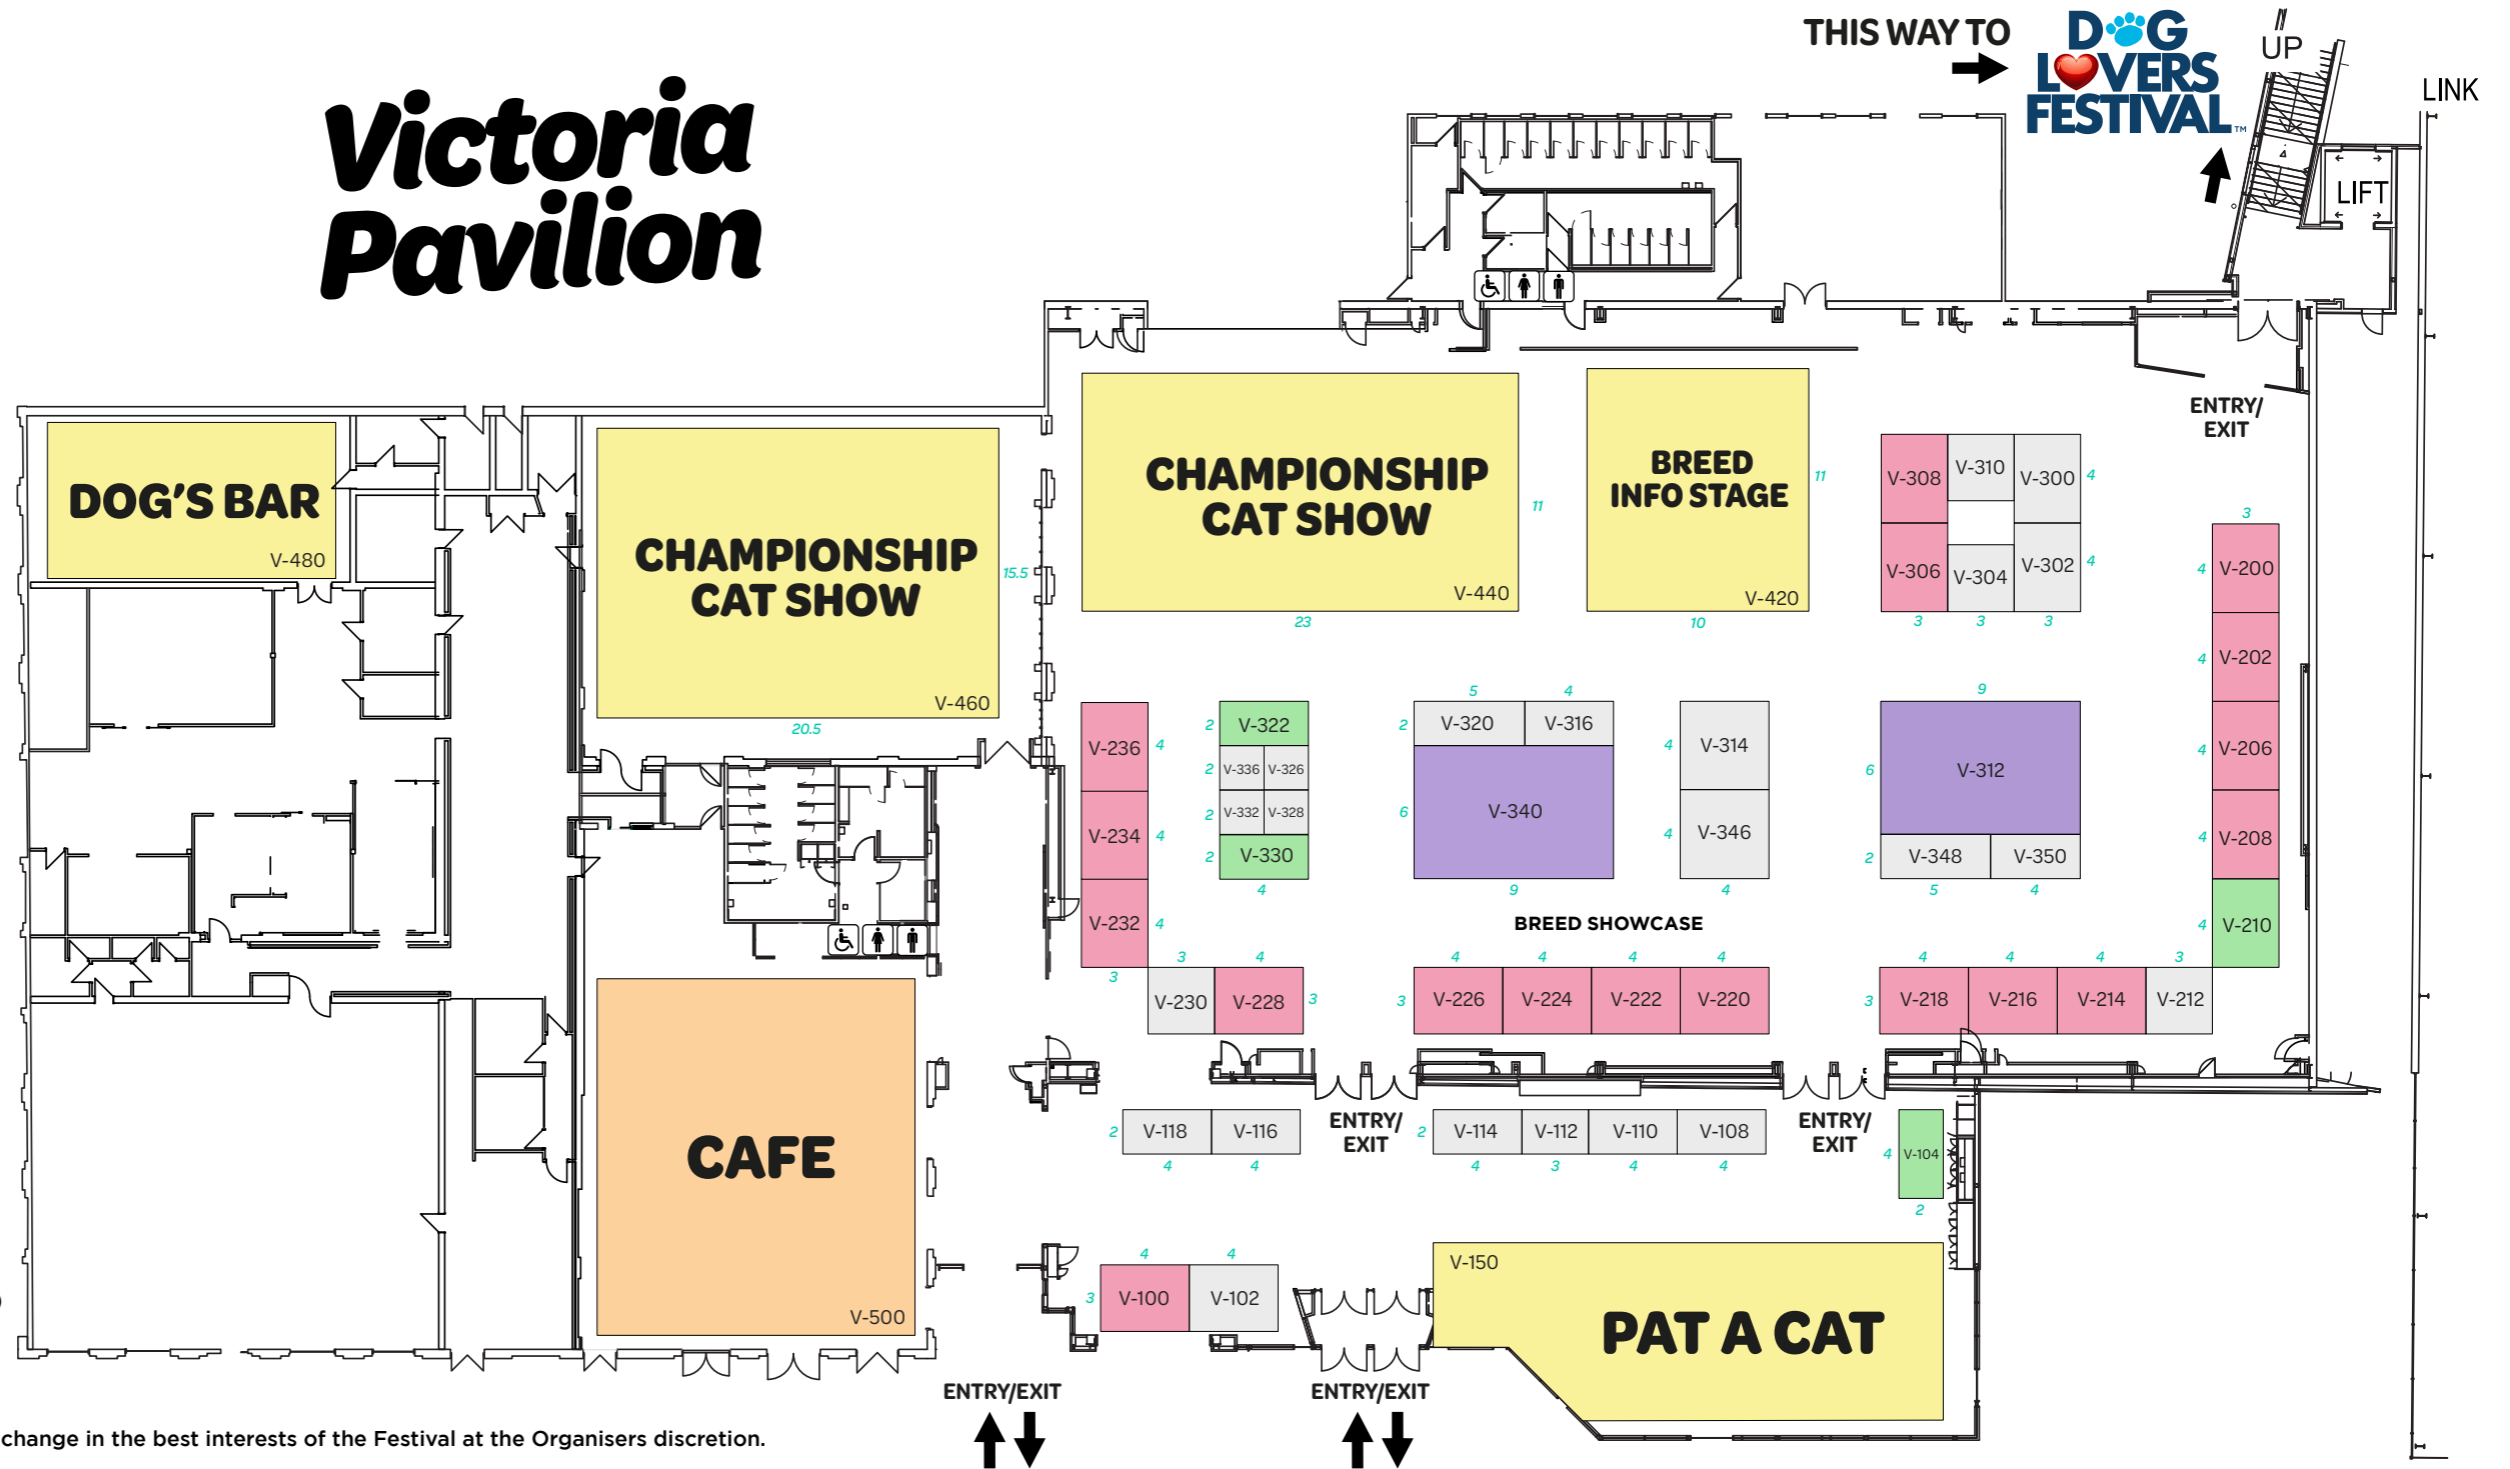 THIS WAY TO
DOG
LOVERS
FESTIVAL™
UP
LINK
LIFT
Victoria
Pavilion
ENTRY/
EXIT
DOG'S BAR
V-480
CHAMPIONSHIP
CAT SHOW
V-460
15.5
20.5
CHAMPIONSHIP
CAT SHOW
V-440
11
23
BREED
INFO STAGE
V-420
11
10
V-308
V-310
V-300
4
V-306
V-304
V-302
4
3
3
3
3
4
V-200
4
V-202
4
V-206
4
V-208
4
V-210
V-236
4
V-234
4
V-232
4
3
2
V-322
2
V-336
V-326
2
V-332
V-328
2
V-330
4
5
4
2
V-320
V-316
6
V-340
9
4
V-314
4
V-346
4
9
6
V-312
2
V-348
V-350
5
4
BREED SHOWCASE
3
4
V-230
V-228
3
4
4
4
4
3
V-226
V-224
V-222
V-220
4
4
4
3
3
V-218
V-216
V-214
V-212
2
V-118
V-116
4
4
ENTRY/
EXIT
2
V-114
V-112
V-110
V-108
4
3
4
4
ENTRY/
EXIT
4
V-104
2
CAFE
V-500
4
4
3
V-100
V-102
V-150
PAT A CAT
ENTRY/EXIT
ENTRY/EXIT
change in the best interests of the Festival at the Organisers discretion.